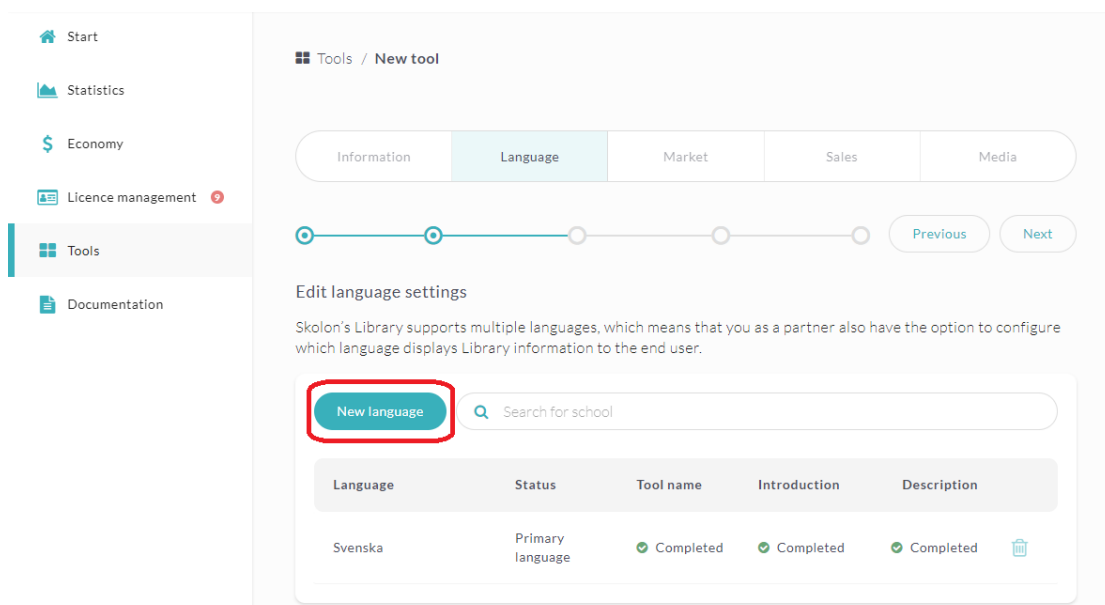 Start
Statistics
$ Economy
Licence management 9
Tools
Documentation
Tools / New tool
Information Language Market Sales Media
Previous Next
Edit language settings
Skolon's Library supports multiple languages, which means that you as a partner also have the option to configure
which language displays Library information to the end user.
New language Search for school
Language Status Tool name Introduction Description
Svenska Primary language Completed Completed Completed